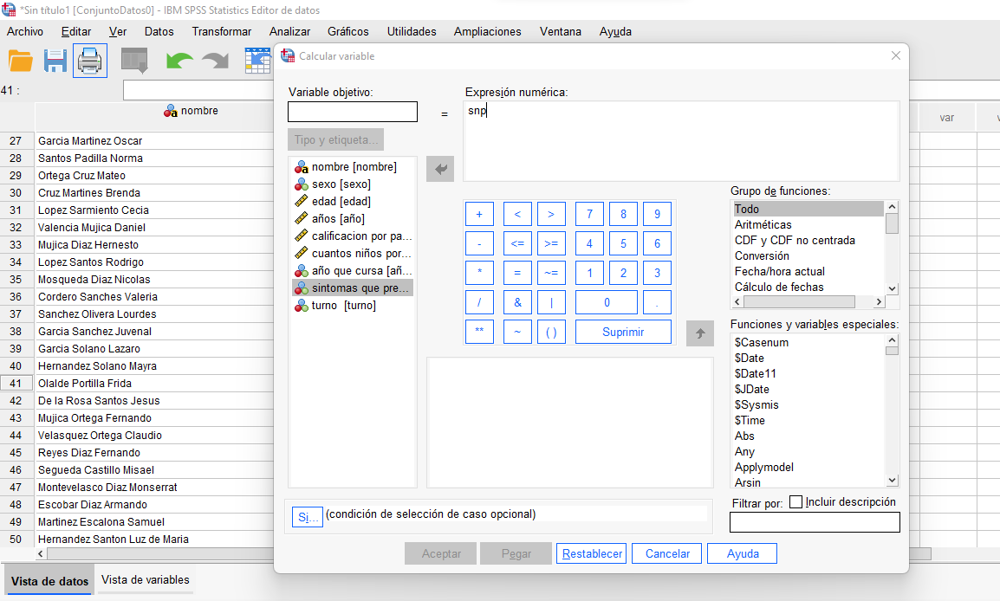 *Sin título1 [ConjuntoDatos0] - IBM SPSS Statistics Editor de datos
Archivo Editar Ver Datos Transformar Analizar Gráficos Utilidades Ampliaciones Ventana Ayuda
41 :
nombre
var
27 Garcia Martinez Oscar
28 Santos Padilla Norma
29 Ortega Cruz Mateo
30 Cruz Martines Brenda
31 Lopez Sarmiento Cecia
32 Valencia Mujica Daniel
33 Mujica Diaz Hernesto
34 Lopez Santos Rodrigo
35 Mosqueda Diaz Nicolas
36 Cordero Sanches Valeria
37 Sanchez Olivera Lourdes
38 Garcia Sanchez Juvenal
39 Garcia Solano Lazaro
40 Hernandez Solano Mayra
41 Olalde Portilla Frida
42 De la Rosa Santos Jesus
43 Mujica Ortega Fernando
44 Velasquez Ortega Claudio
45 Reyes Diaz Fernando
46 Segueda Castillo Misael
47 Montevelasco Diaz Monserrat
48 Escobar Diaz Armando
49 Martinez Escalona Samuel
50 Hernandez Santon Luz de Maria
Vista de datos Vista de variables
Calcular variable
Variable objetivo:
=
Expresión numérica:
snp
Tipo y etiqueta...
nombre [nombre]
sexo [sexo]
edad [edad]
años [año]
calificacion por pa...
cuantos niños por...
año que cursa [añ...
sintomas que pre...
turno [turno]
+ < > 7 8 9
- <= >= 4 5 6
* = ~= 1 2 3
/ & | 0 .
** ~ ( ) Suprimir
Grupo de funciones:
Todo
Aritméticas
CDF y CDF no centrada
Conversión
Fecha/hora actual
Cálculo de fechas
Funciones y variables especiales:
$Casenum
$Date
$Date11
$JDate
$Sysmis
$Time
Abs
Any
Applymodel
Arsin
Si... (condición de selección de caso opcional)
Filtrar por: Incluir descripción
Aceptar Pegar Restablecer Cancelar Ayuda